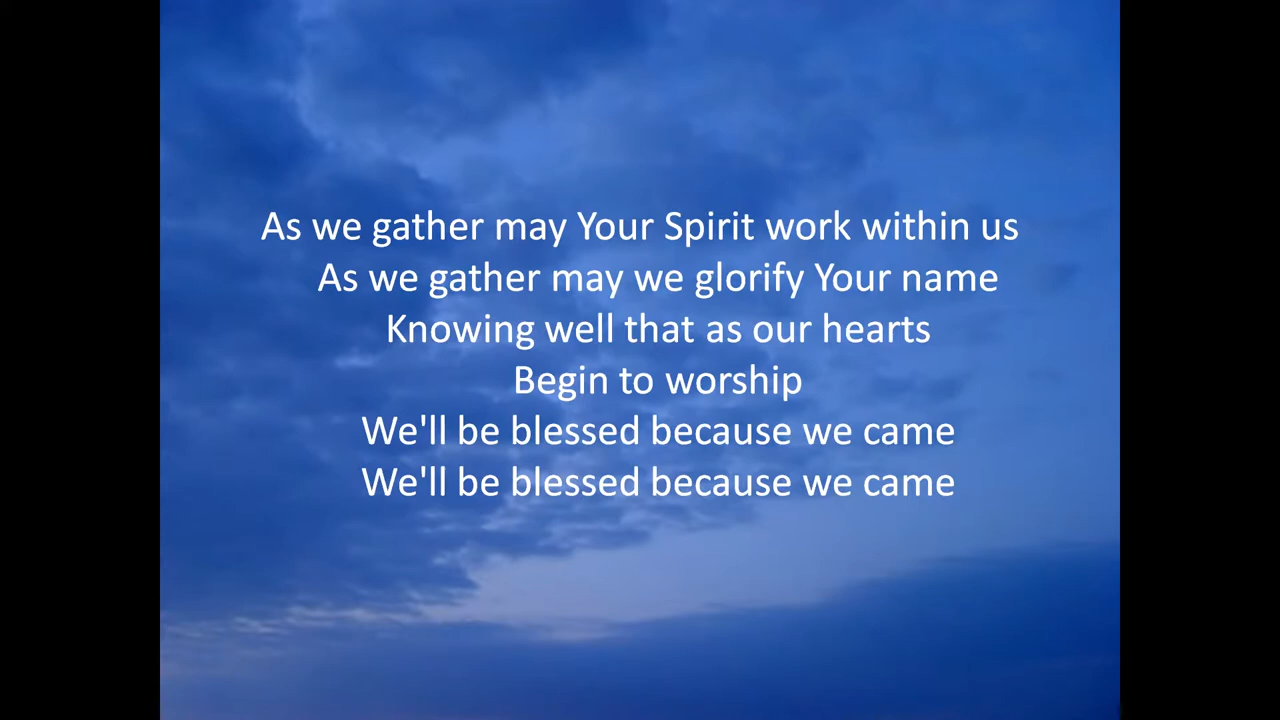 As we gather may Your Spirit work within us
As we gather may we glorify Your name
Knowing well that as our hearts
Begin to worship
We'll be blessed because we came
We'll be blessed because we came